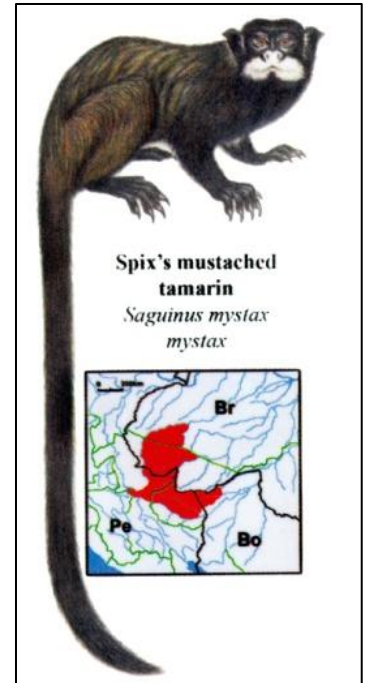 Spix's mustached
tamarin
Saguinus mystax
mystax
Br
Pe
Bo